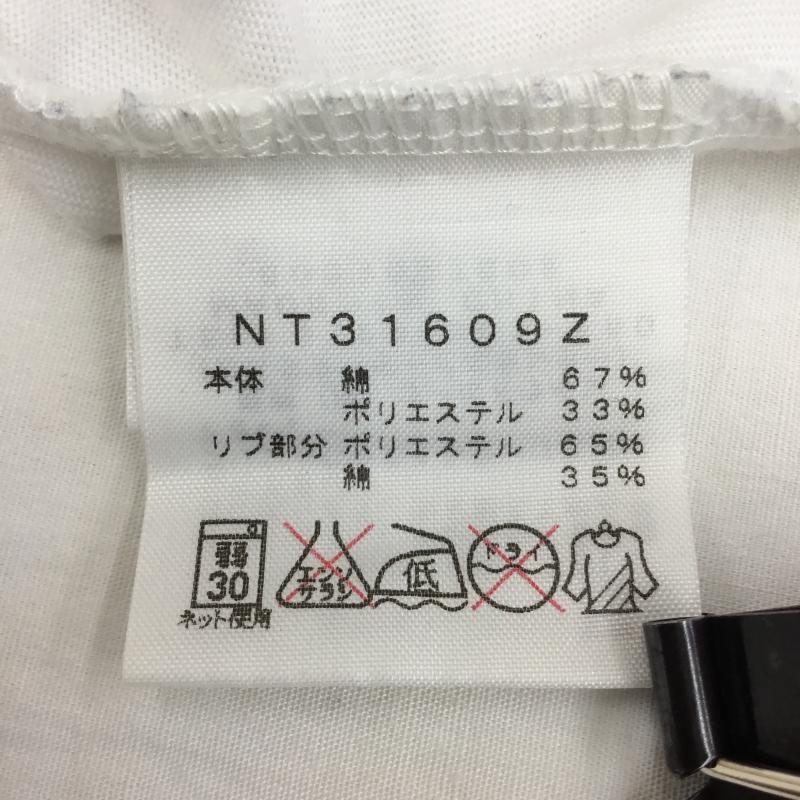 NT31609Z
本体 綿 67%
ポリエステル 33%
リブ部分 ポリエステル 65%
綿 35%
弱 30
ネット使用
エンソ サラシ
低
ドライ